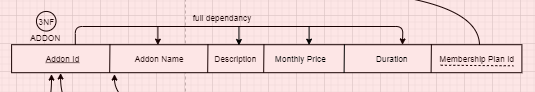 3NF
full dependancy
ADDON
Addon Id
Addon Name
Description
Monthly Price
Duration
Membership Plan Id